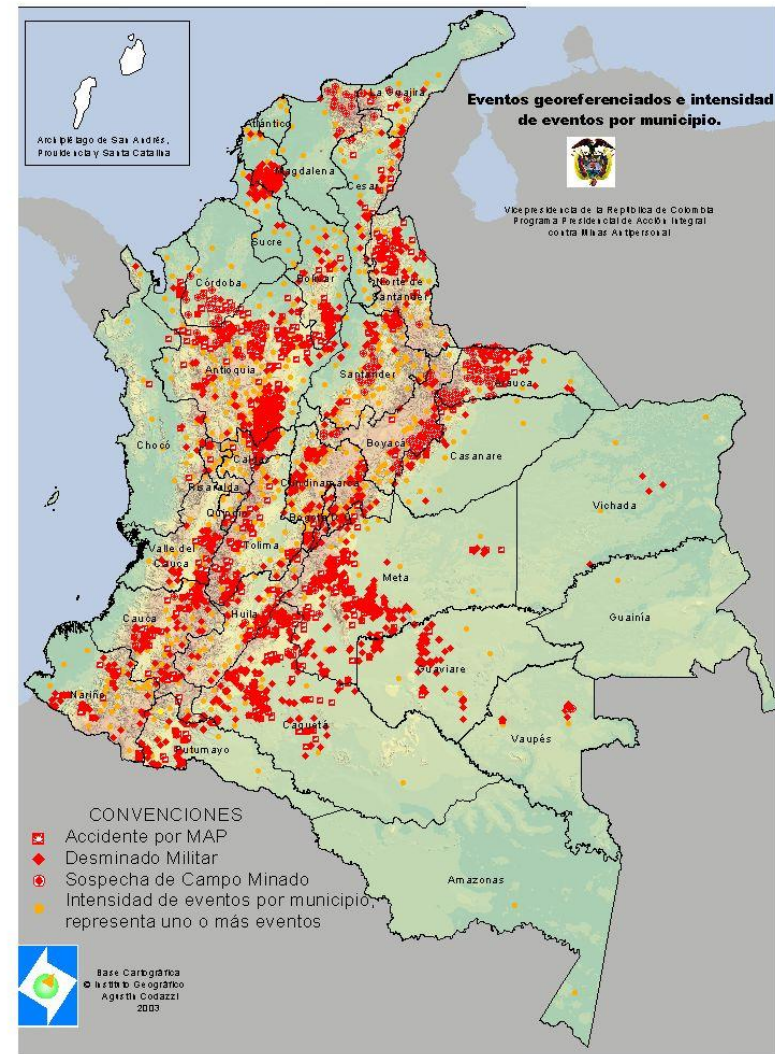 Archipiélago de San Andrés,
Providencia y Santa Catalina
Eventos georeferenciados e intensidad
de eventos por municipio.
Vicepresidencia de la República de Colombia
Programa Presidencial de Acción Integral
contra Minas Antipersonal
La Guajira
Atlántico
Magdalena
Cesar
Sucre
Bolívar
Córdoba
Norte de
Santander
Antioquia
Santander
Arauca
Chocó
Boyacá
Casanare
Caldas
Risaralda
Cundinamarca
Vichada
Quindío
Bogotá D.C.
Valle del
Cauca
Tolima
Meta
Cauca
Huila
Guainía
Guaviare
Nariño
Caquetá
Vaupés
Putumayo
Amazonas
CONVENCIONES
Accidente por MAP
Desminado Militar
Sospecha de Campo Minado
Intensidad de eventos por municipio,
representa uno o más eventos
Base Cartográfica
© Instituto Geográfico
Agustín Codazzi
2003